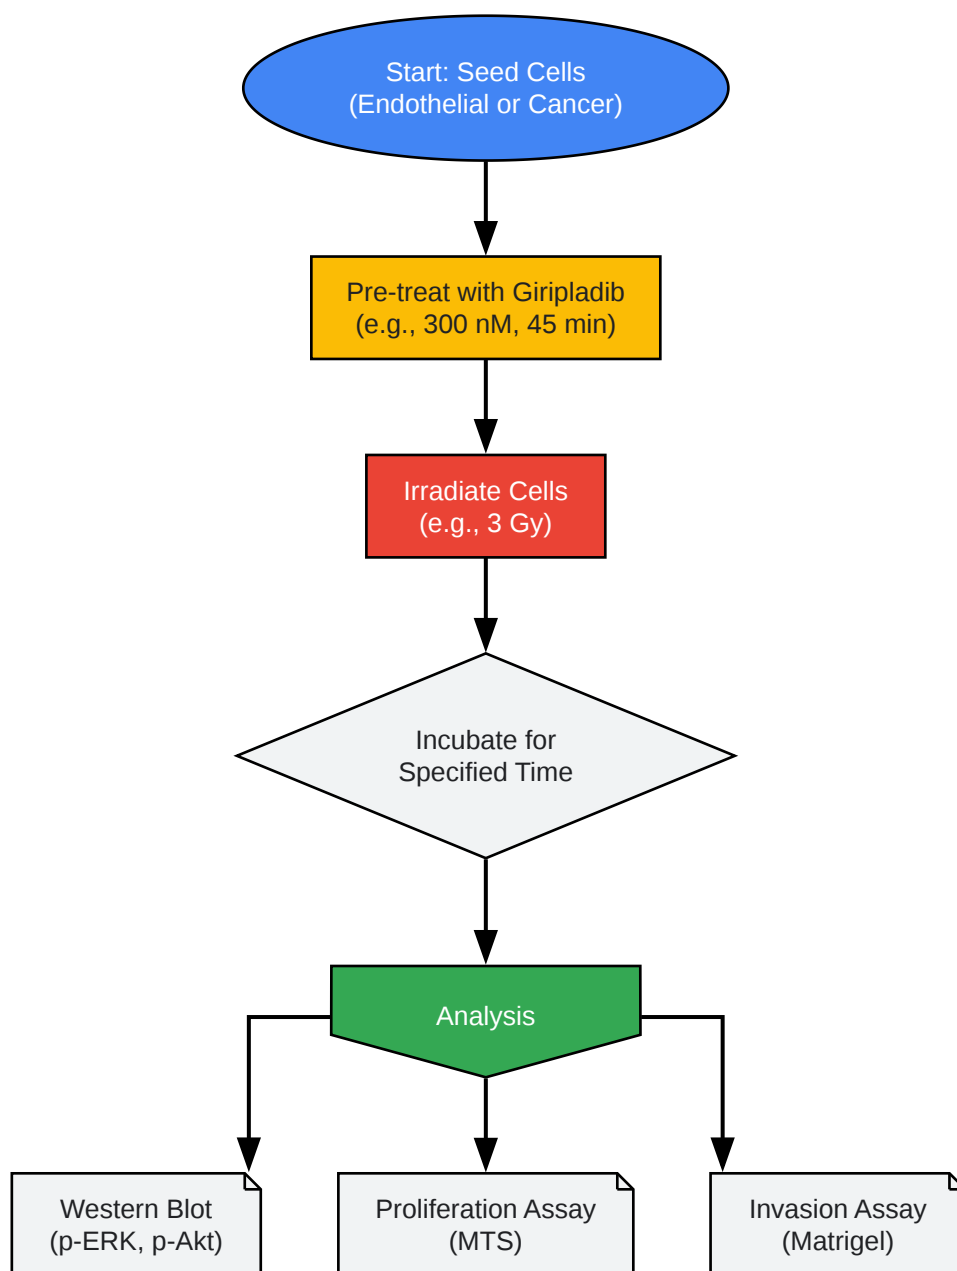 Start: Seed Cells
(Endothelial or Cancer)
Pre-treat with Giripladib
(e.g., 300 nM, 45 min)
Irradiate Cells
(e.g., 3 Gy)
Incubate for
Specified Time
Analysis
Western Blot
(p-ERK, p-Akt)
Proliferation Assay
(MTS)
Invasion Assay
(Matrigel)